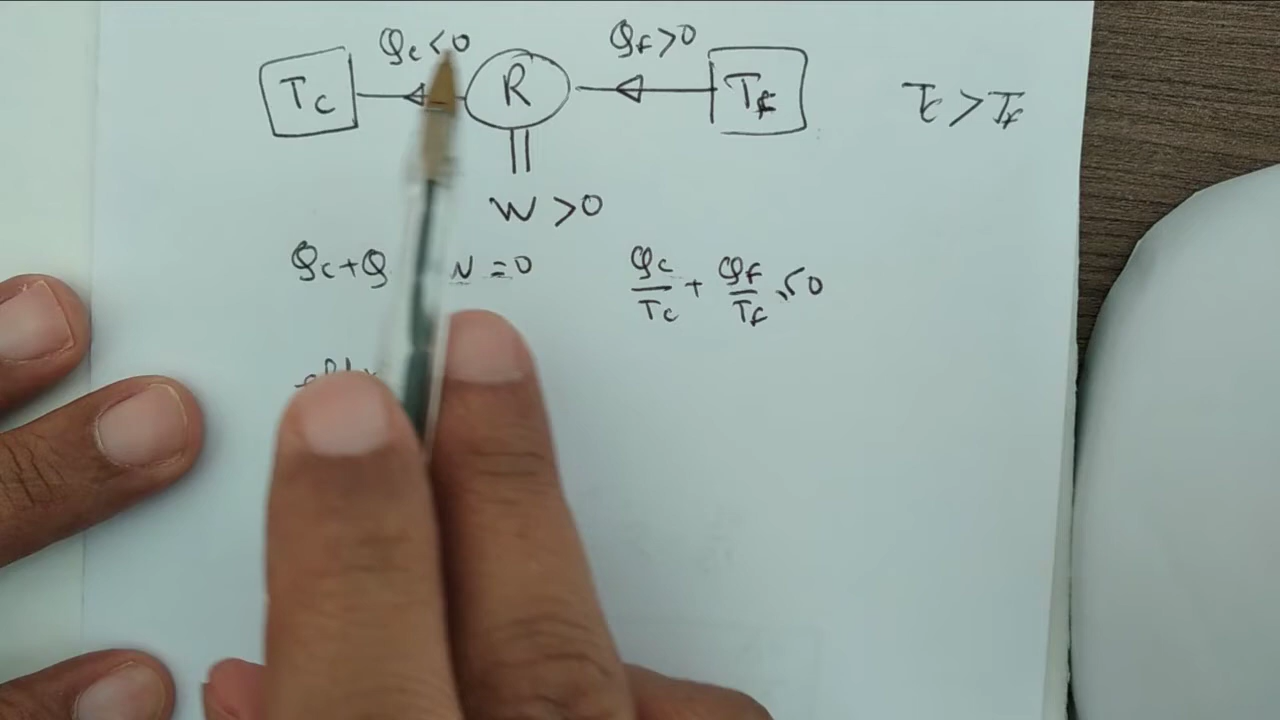 Qc<0 Qf>0
Tc R Tf Tc > Tf
W >0
Qc+Q W =0 Qc/Tc + Qf/Tf ≤0